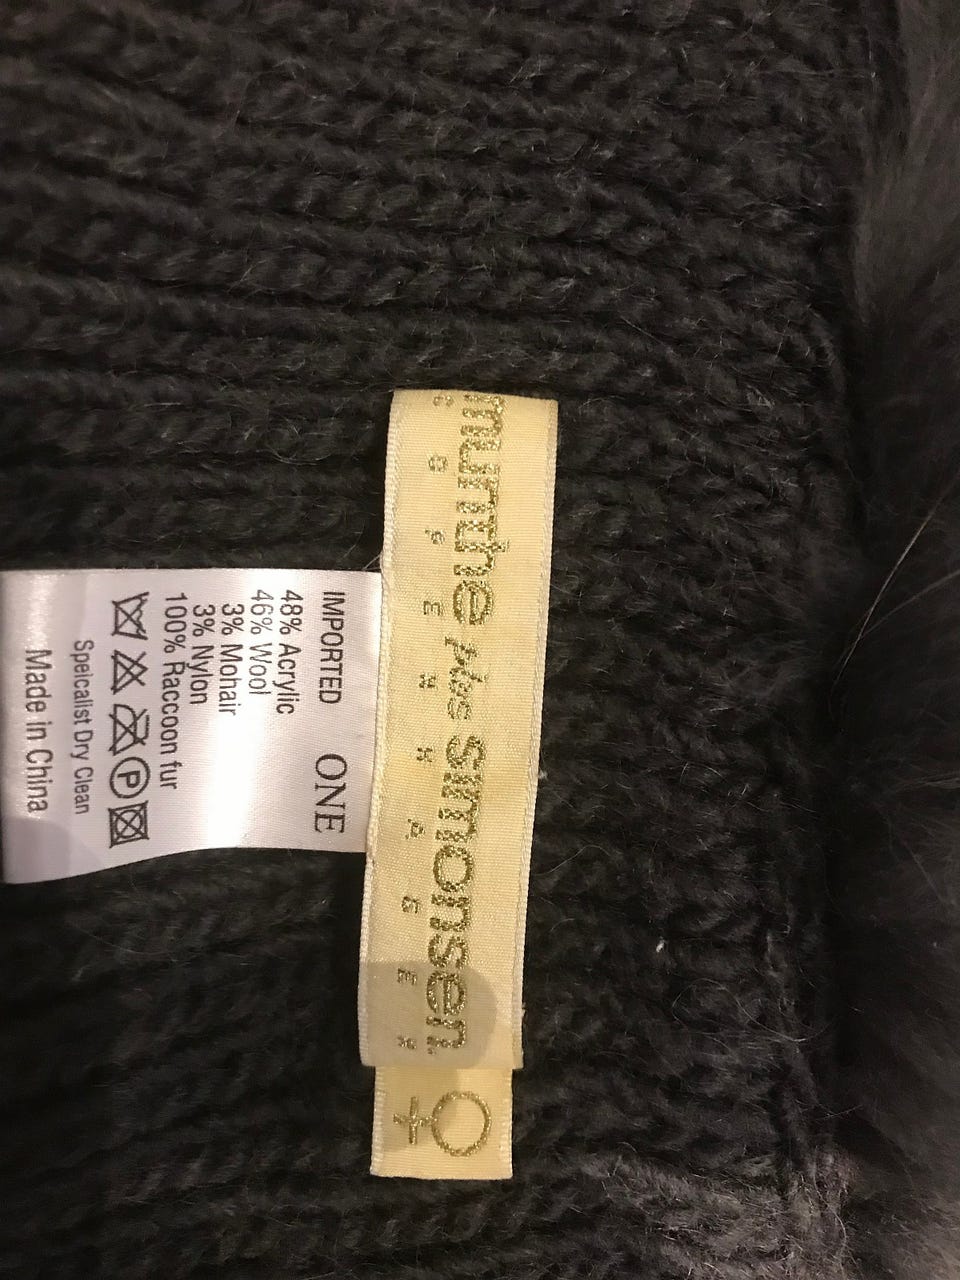 munthe plus simonsen
COPENHAGEN
IMPORTED ONE
48% Acrylic
46% Wool
3% Mohair
3% Nylon
100% Raccoon fur
P
Speicalist Dry Clean
Made in China